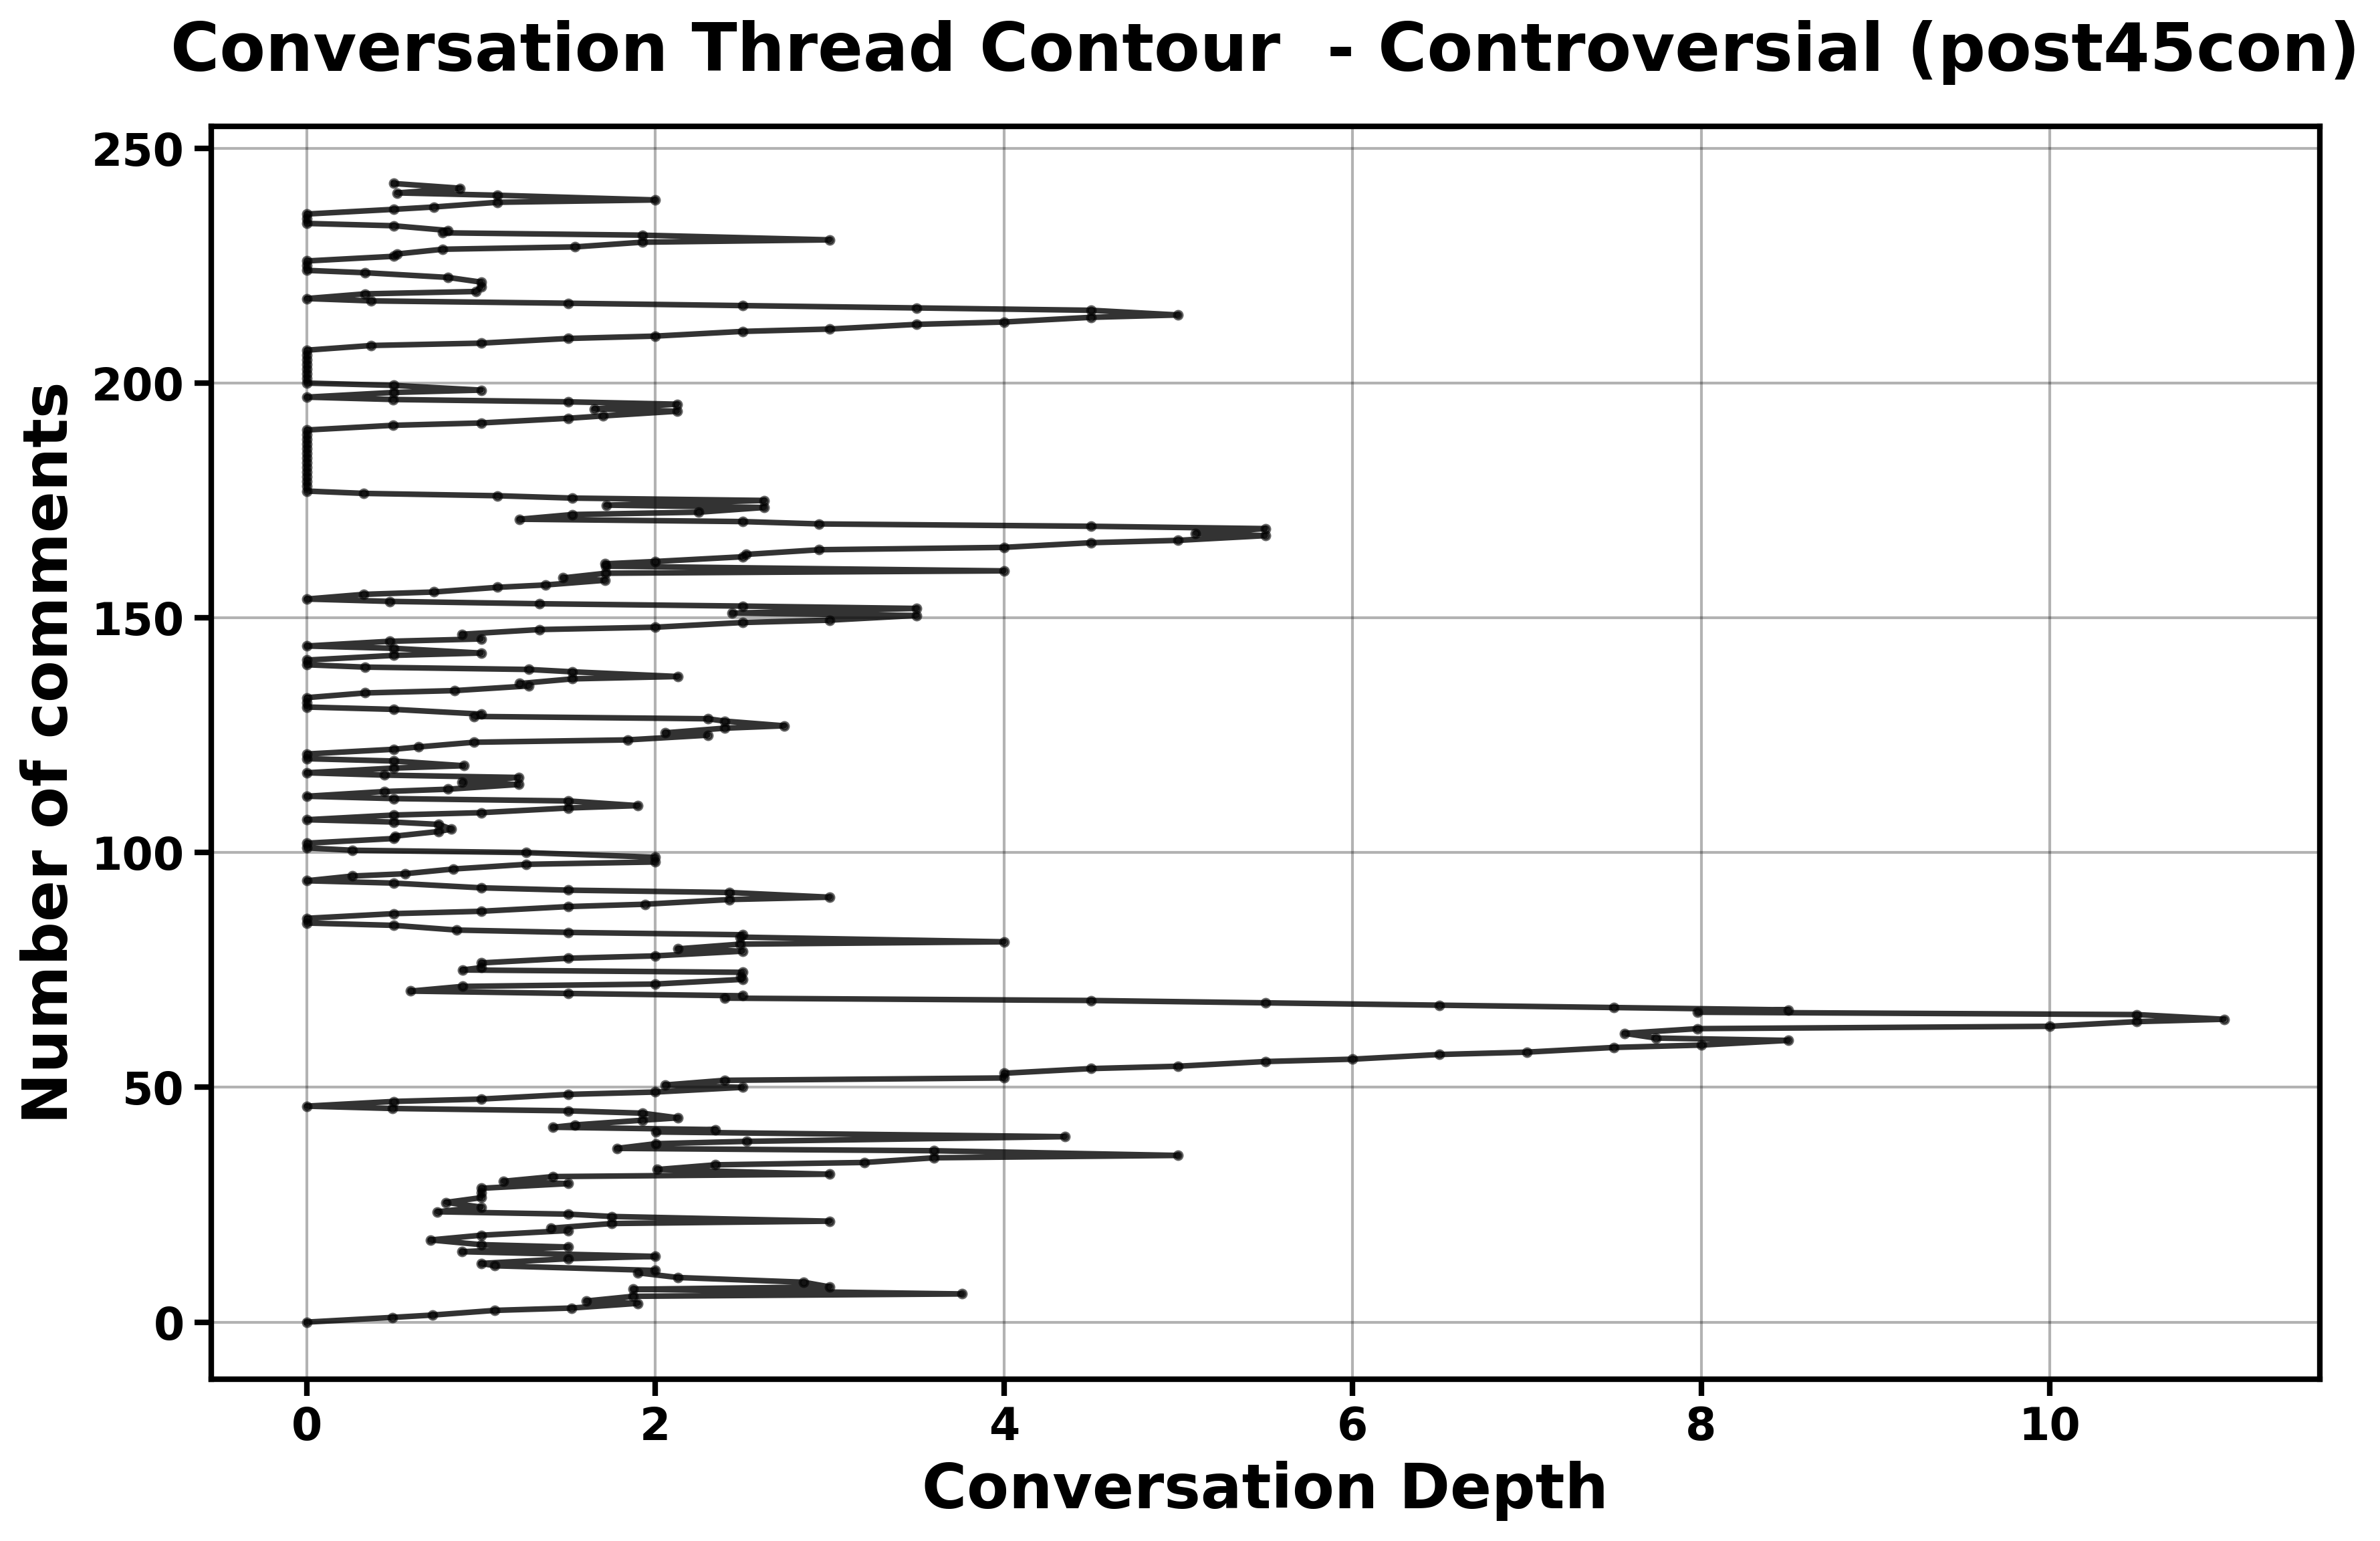 Conversation Thread Contour  - Controversial (post45con)
Number of comments
250
200
150
100
50
0
0 2 4 6 8 10
Conversation Depth